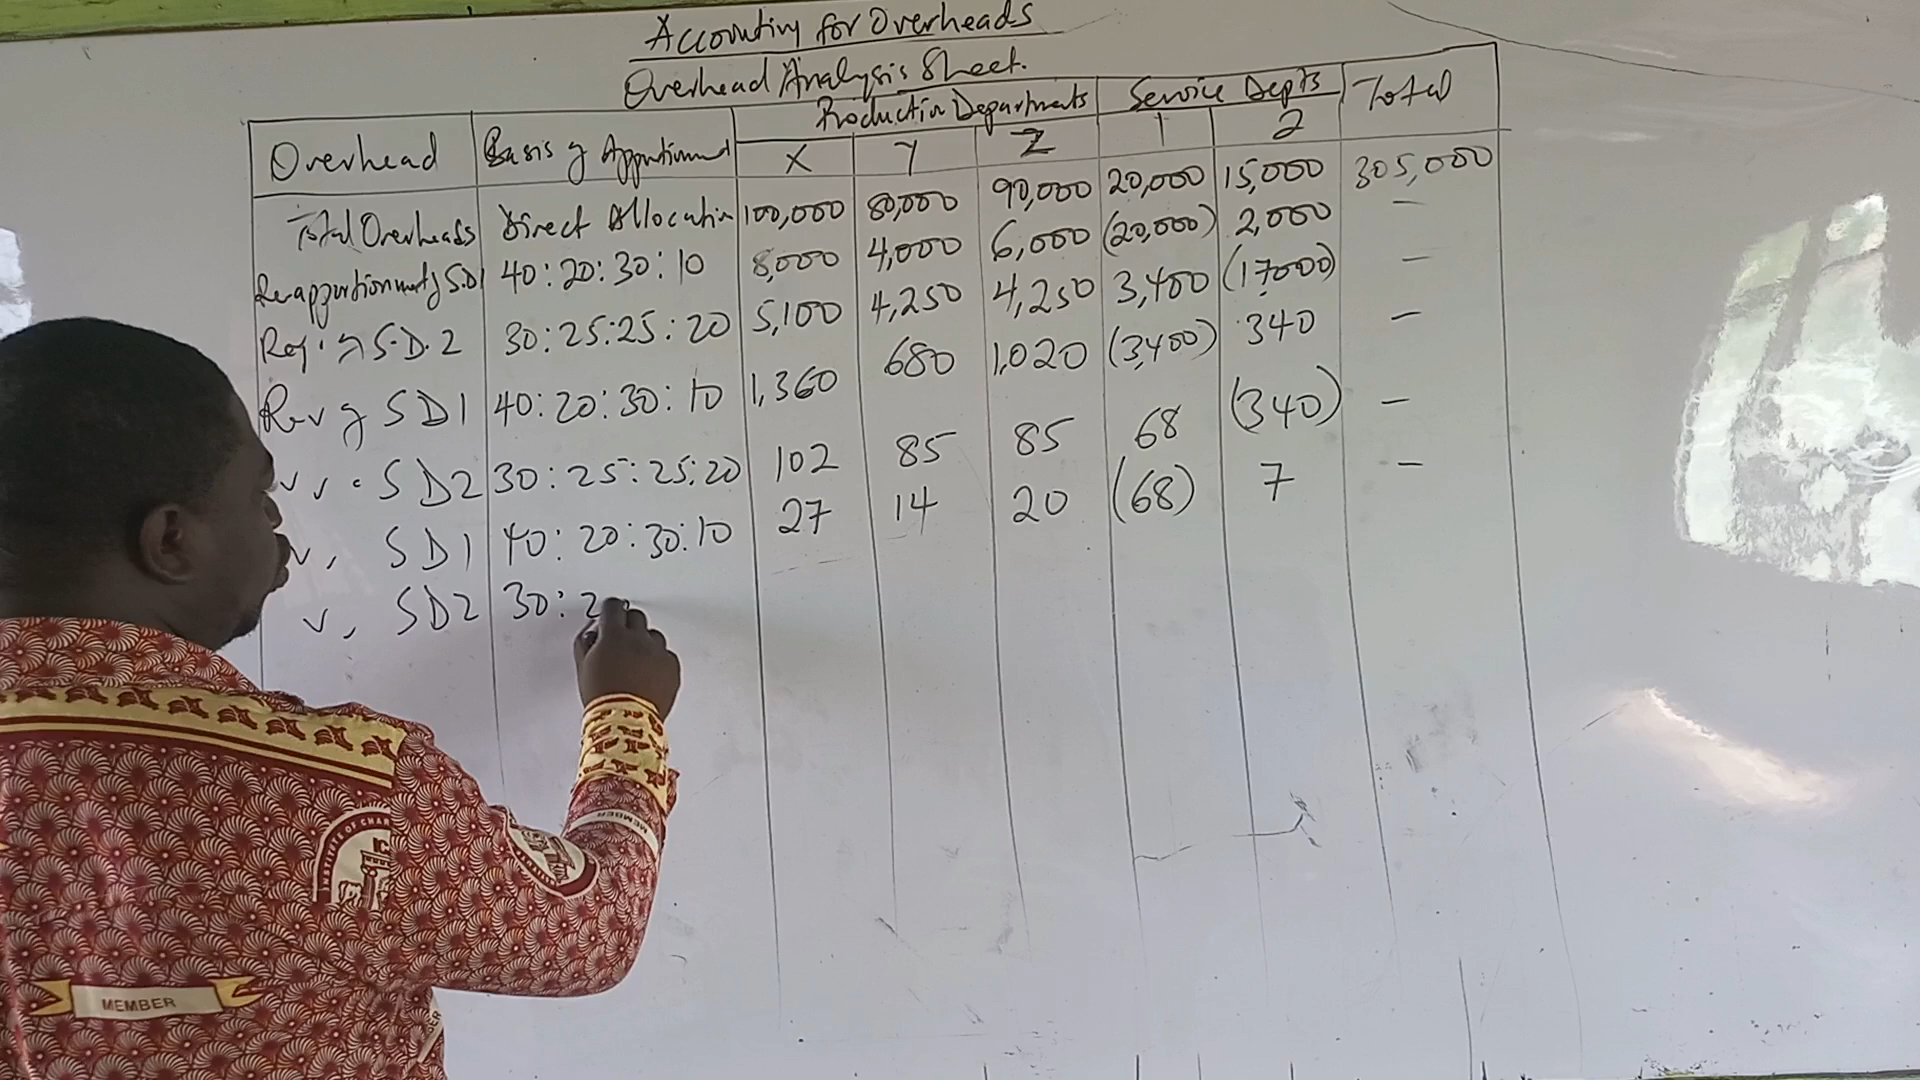 Accounting for Overheads
Overhead Analysis Sheet.
Overhead Basis of Apportionment Production Departments Service Depts Total
X Y Z 1 2
Total Overheads Direct Allocation 100,000 80,000 90,000 20,000 15,000 305,000
Re-apportionment of S.D1 40:20:30:10 8,000 4,000 6,000 (20,000) 2,000 -
S.D.2 30:25:25:20 5,100 4,250 4,250 3,400 (17,000) -
SD1 40:20:30:10 1,360 680 1,020 (3,400) 340 -
SD2 30:25:25:20 102 85 85 68 (340) -
SD1 40:20:30:10 27 14 20 (68) 7 -
SD2 30:2
INSTITUTE OF CHAR
MEMBER
MEMBER